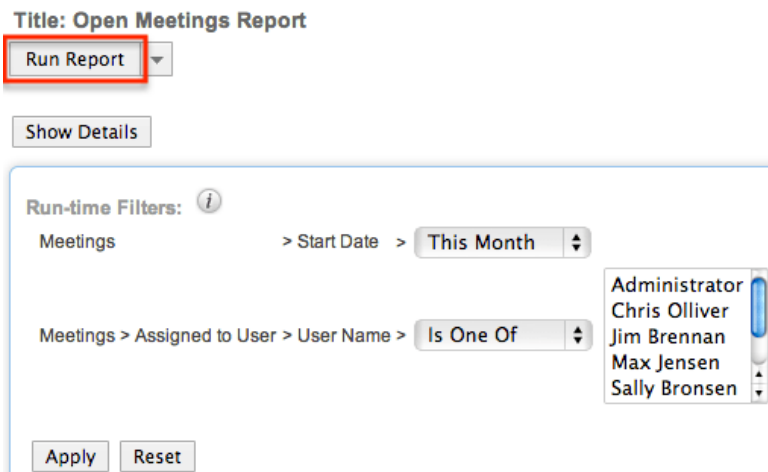 Title: Open Meetings Report
Run Report
Show Details
Run-time Filters: i
Meetings > Start Date > This Month
Meetings > Assigned to User > User Name > Is One Of
Administrator
Chris Olliver
Jim Brennan
Max Jensen
Sally Bronsen
Apply Reset